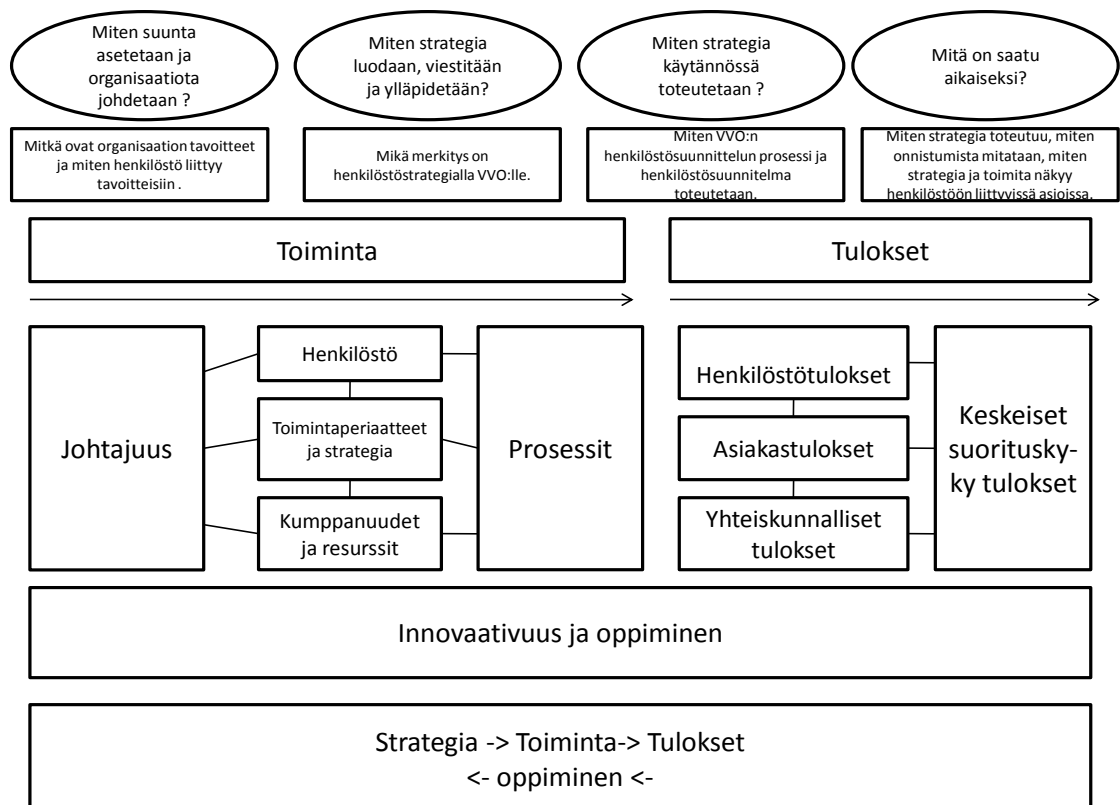 Miten suunta
asetetaan ja
organisaatiota
johdetaan ?
Miten strategia
luodaan, viestitään
ja ylläpidetään?
Miten strategia
käytännössä
toteutetaan ?
Mitä on saatu
aikaiseksi?
Mitkä ovat organisaation tavoitteet
ja miten henkilöstö liittyy
tavoitteisiin .
Mikä merkitys on
henkilöstöstrategialla VVO:lle.
Miten VVO:n
henkilöstösuunnittelun prosessi ja
henkilöstösuunnitelma
toteutetaan.
Miten strategia toteutuu, miten
onnistumista mitataan, miten
strategia ja toimita näkyy
henkilöstöön liittyvissä asioissa.
Toiminta
Tulokset
Johtajuus
Henkilöstö
Toimintaperiaatteet
ja strategia
Kumppanuudet
ja resurssit
Prosessit
Henkilöstötulokset
Asiakastulokset
Yhteiskunnalliset
tulokset
Keskeiset
suoritusky-
ky tulokset
Innovaativuus ja oppiminen
Strategia -> Toiminta-> Tulokset
<- oppiminen <-